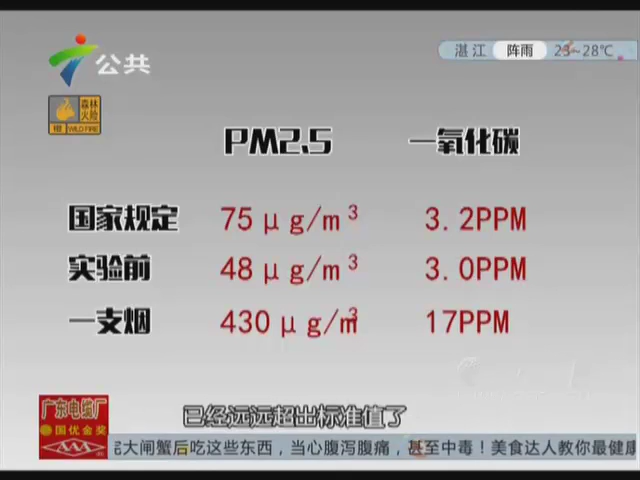 公共
湛江 阵雨 23~28℃
森林火险
橙 WILD FIRE
PM2.5 一氧化碳
国家规定 75μg/m³ 3.2PPM
实验前 48μg/m³ 3.0PPM
一支烟 430μg/m³ 17PPM
已经远远超出标准值了
广东电缆厂
国优金奖
完大闸蟹后吃这些东西，当心腹泻腹痛，甚至中毒！美食达人教你最健康